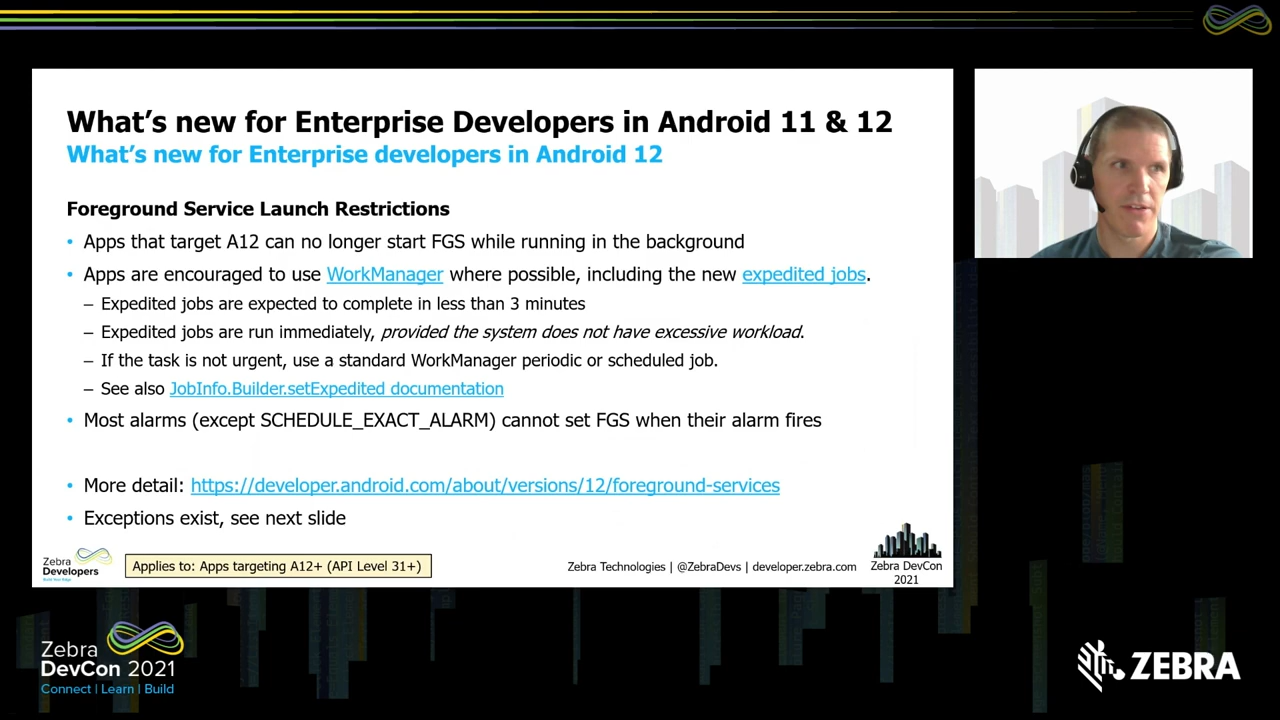 What's new for Enterprise Developers in Android 11 & 12
What's new for Enterprise developers in Android 12
Foreground Service Launch Restrictions
• Apps that target A12 can no longer start FGS while running in the background
• Apps are encouraged to use WorkManager where possible, including the new expedited jobs.
– Expedited jobs are expected to complete in less than 3 minutes
– Expedited jobs are run immediately, provided the system does not have excessive workload.
– If the task is not urgent, use a standard WorkManager periodic or scheduled job.
– See also JobInfo.Builder.setExpedited documentation
• Most alarms (except SCHEDULE_EXACT_ALARM) cannot set FGS when their alarm fires
• More detail: https://developer.android.com/about/versions/12/foreground-services
• Exceptions exist, see next slide
Zebra
Developers
Applies to: Apps targeting A12+ (API Level 31+)
Zebra Technologies | @ZebraDevs | developer.zebra.com
Zebra DevCon
2021
Zebra
DevCon 2021
Connect | Learn | Build
ZEBRA